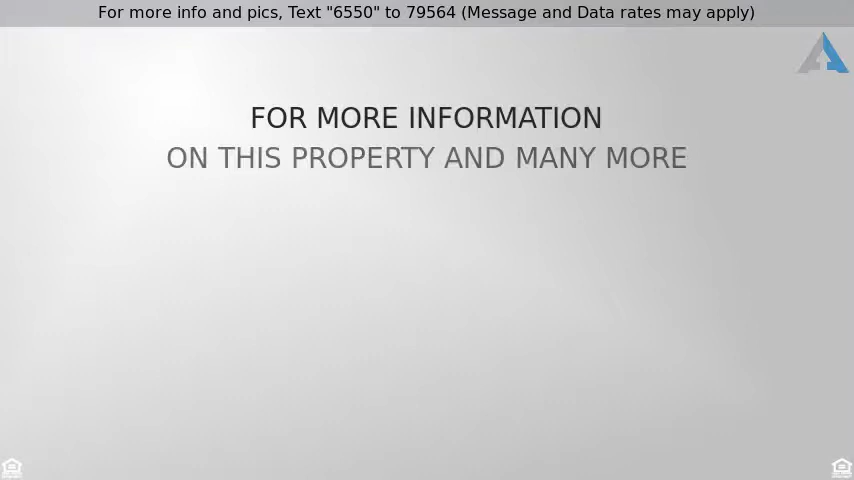 For more info and pics, Text "6550" to 79564 (Message and Data rates may apply)
FOR MORE INFORMATION
ON THIS PROPERTY AND MANY MORE